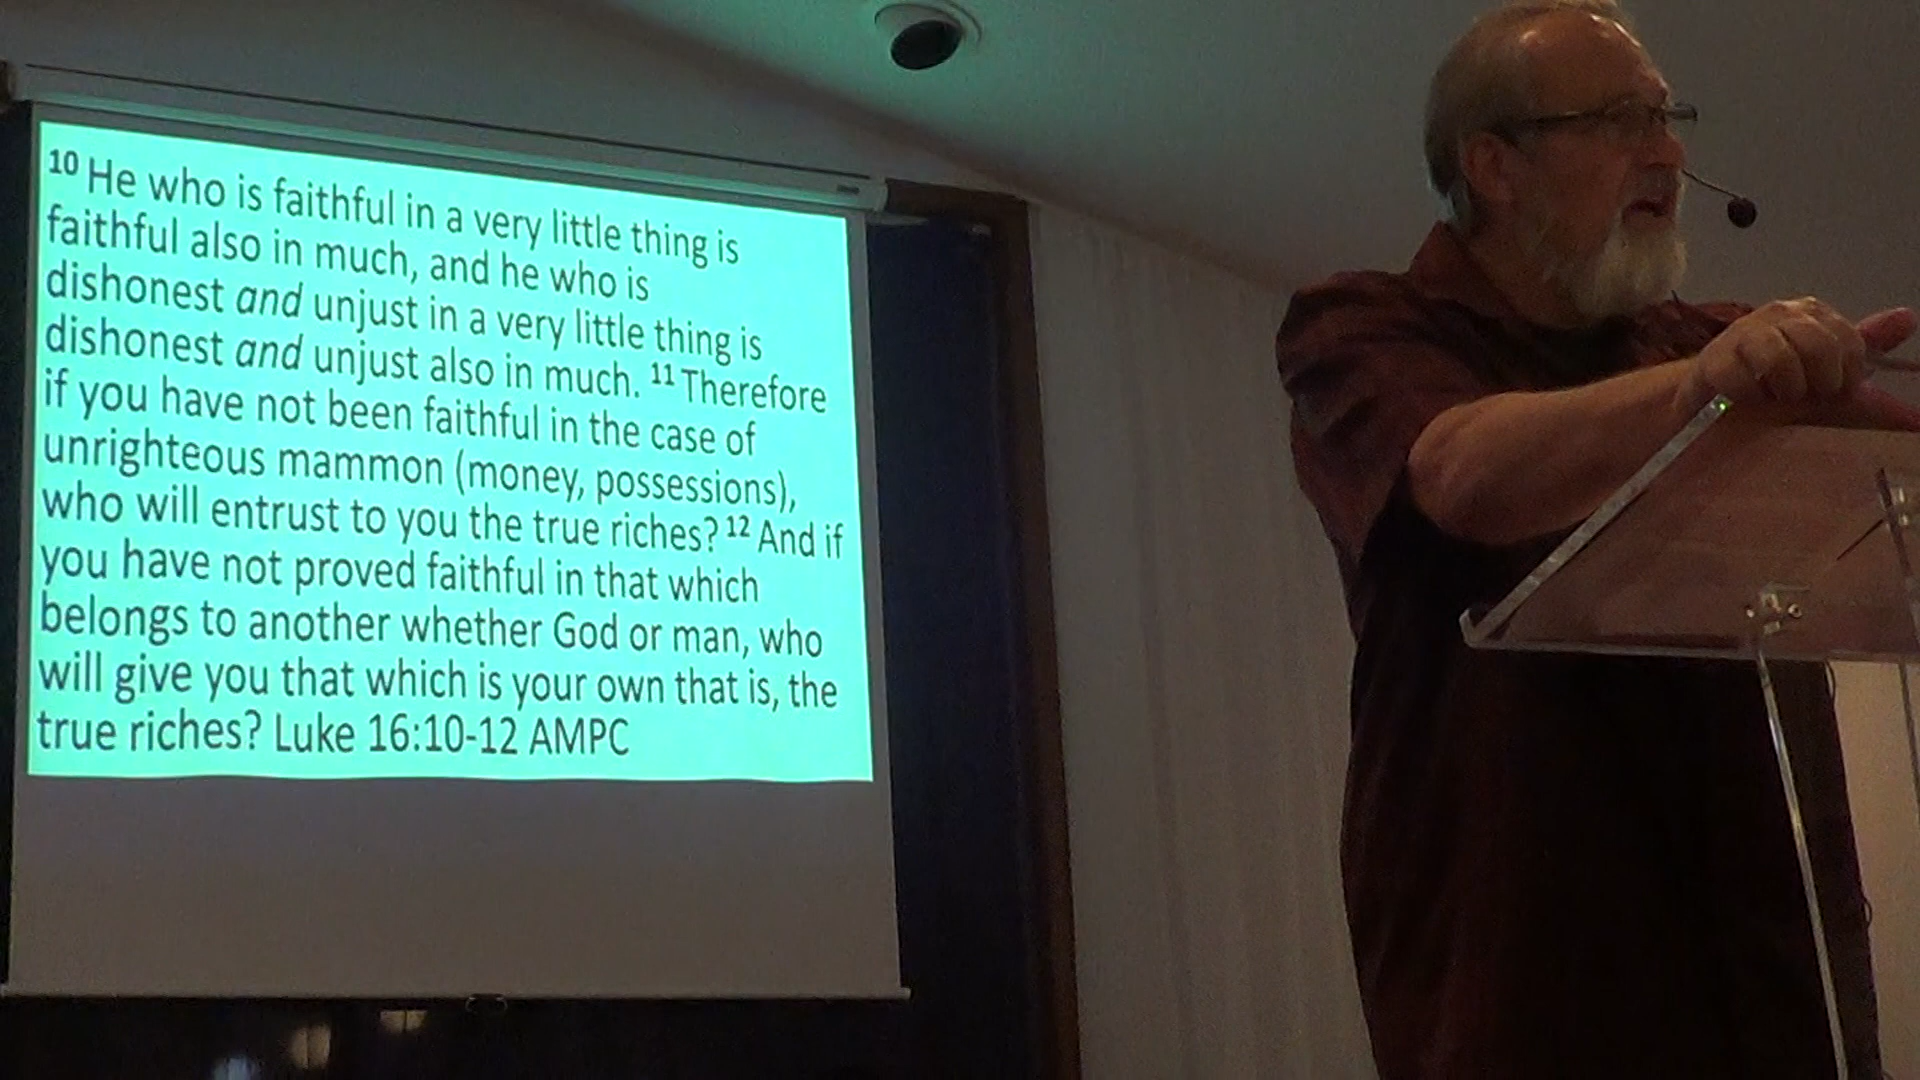 10 He who is faithful in a very little thing is
faithful also in much, and he who is
dishonest and unjust in a very little thing is
dishonest and unjust also in much. 11 Therefore
if you have not been faithful in the case of
unrighteous mammon (money, possessions),
who will entrust to you the true riches? 12 And if
you have not proved faithful in that which
belongs to another whether God or man, who
will give you that which is your own that is, the
true riches? Luke 16:10-12 AMPC